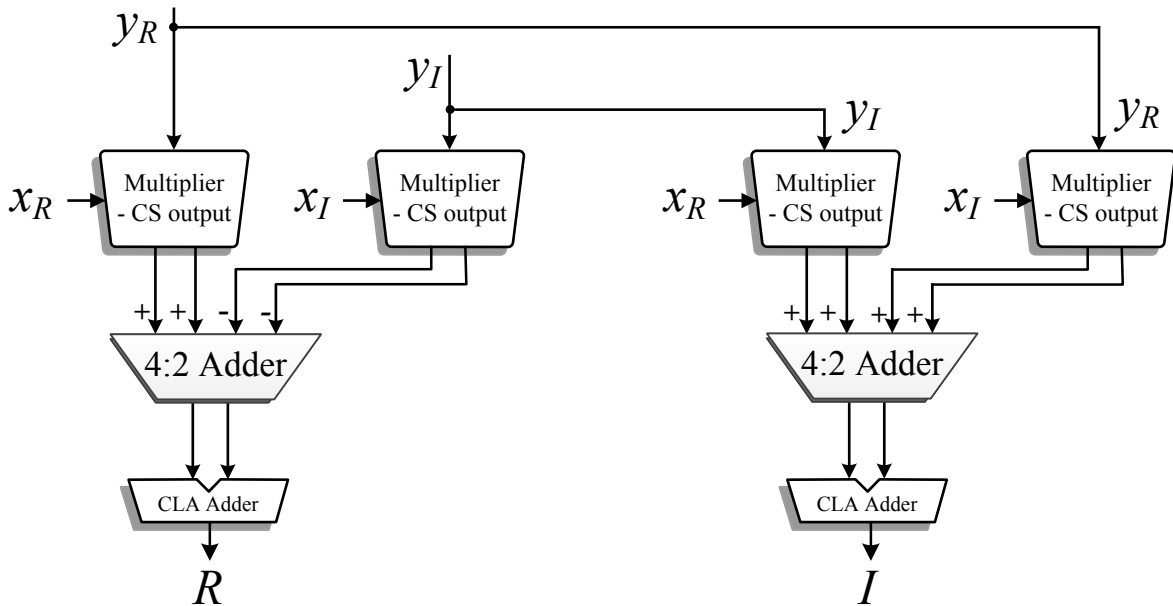 y_R
y_I
y_I
y_R
x_R
Multiplier
- CS output
x_I
Multiplier
- CS output
x_R
Multiplier
- CS output
x_I
Multiplier
- CS output
+ + - -
+ + + +
4:2 Adder
4:2 Adder
CLA Adder
CLA Adder
R
I